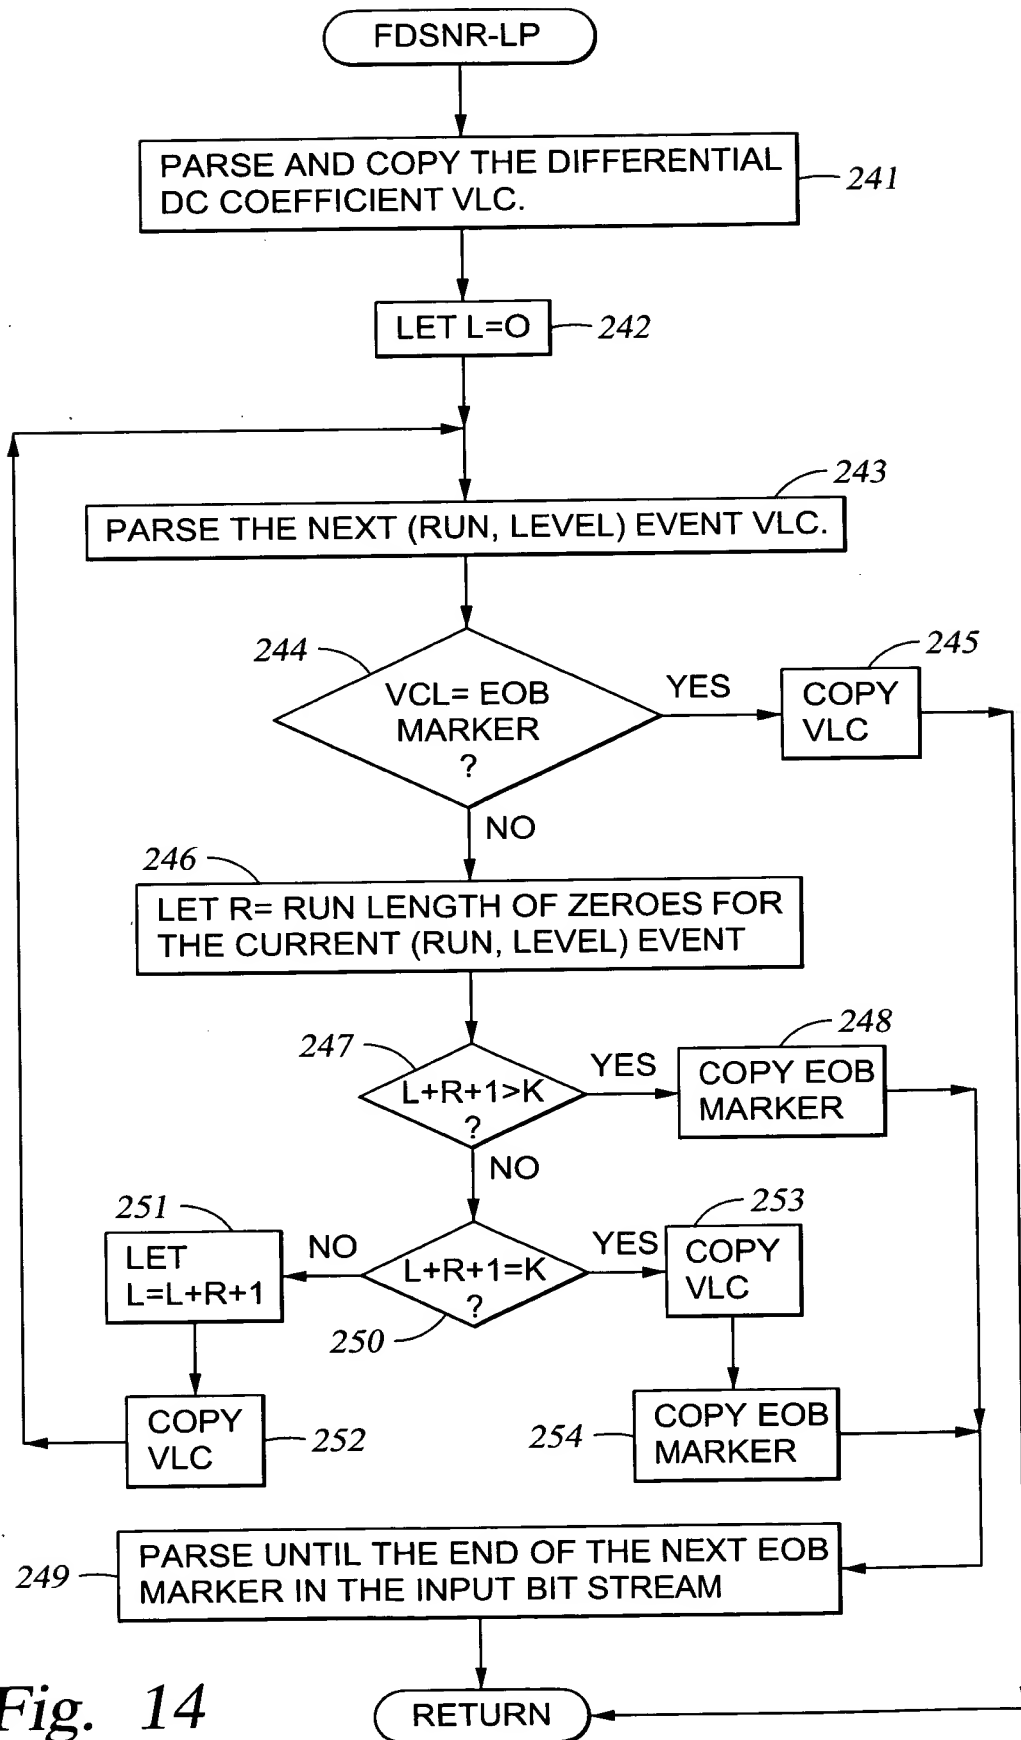 FDSNR-LP
PARSE AND COPY THE DIFFERENTIAL
DC COEFFICIENT VLC.
241
LET L=O
242
243
PARSE THE NEXT (RUN, LEVEL) EVENT VLC.
244
VCL= EOB
MARKER
?
YES
245
COPY
VLC
NO
246
LET R= RUN LENGTH OF ZEROES FOR
THE CURRENT (RUN, LEVEL) EVENT
247
L+R+1>K
?
YES
248
COPY EOB
MARKER
NO
251
LET
L=L+R+1
NO
L+R+1=K
?
250
YES
253
COPY
VLC
COPY
VLC
252
254
COPY EOB
MARKER
249
PARSE UNTIL THE END OF THE NEXT EOB
MARKER IN THE INPUT BIT STREAM
RETURN
Fig. 14